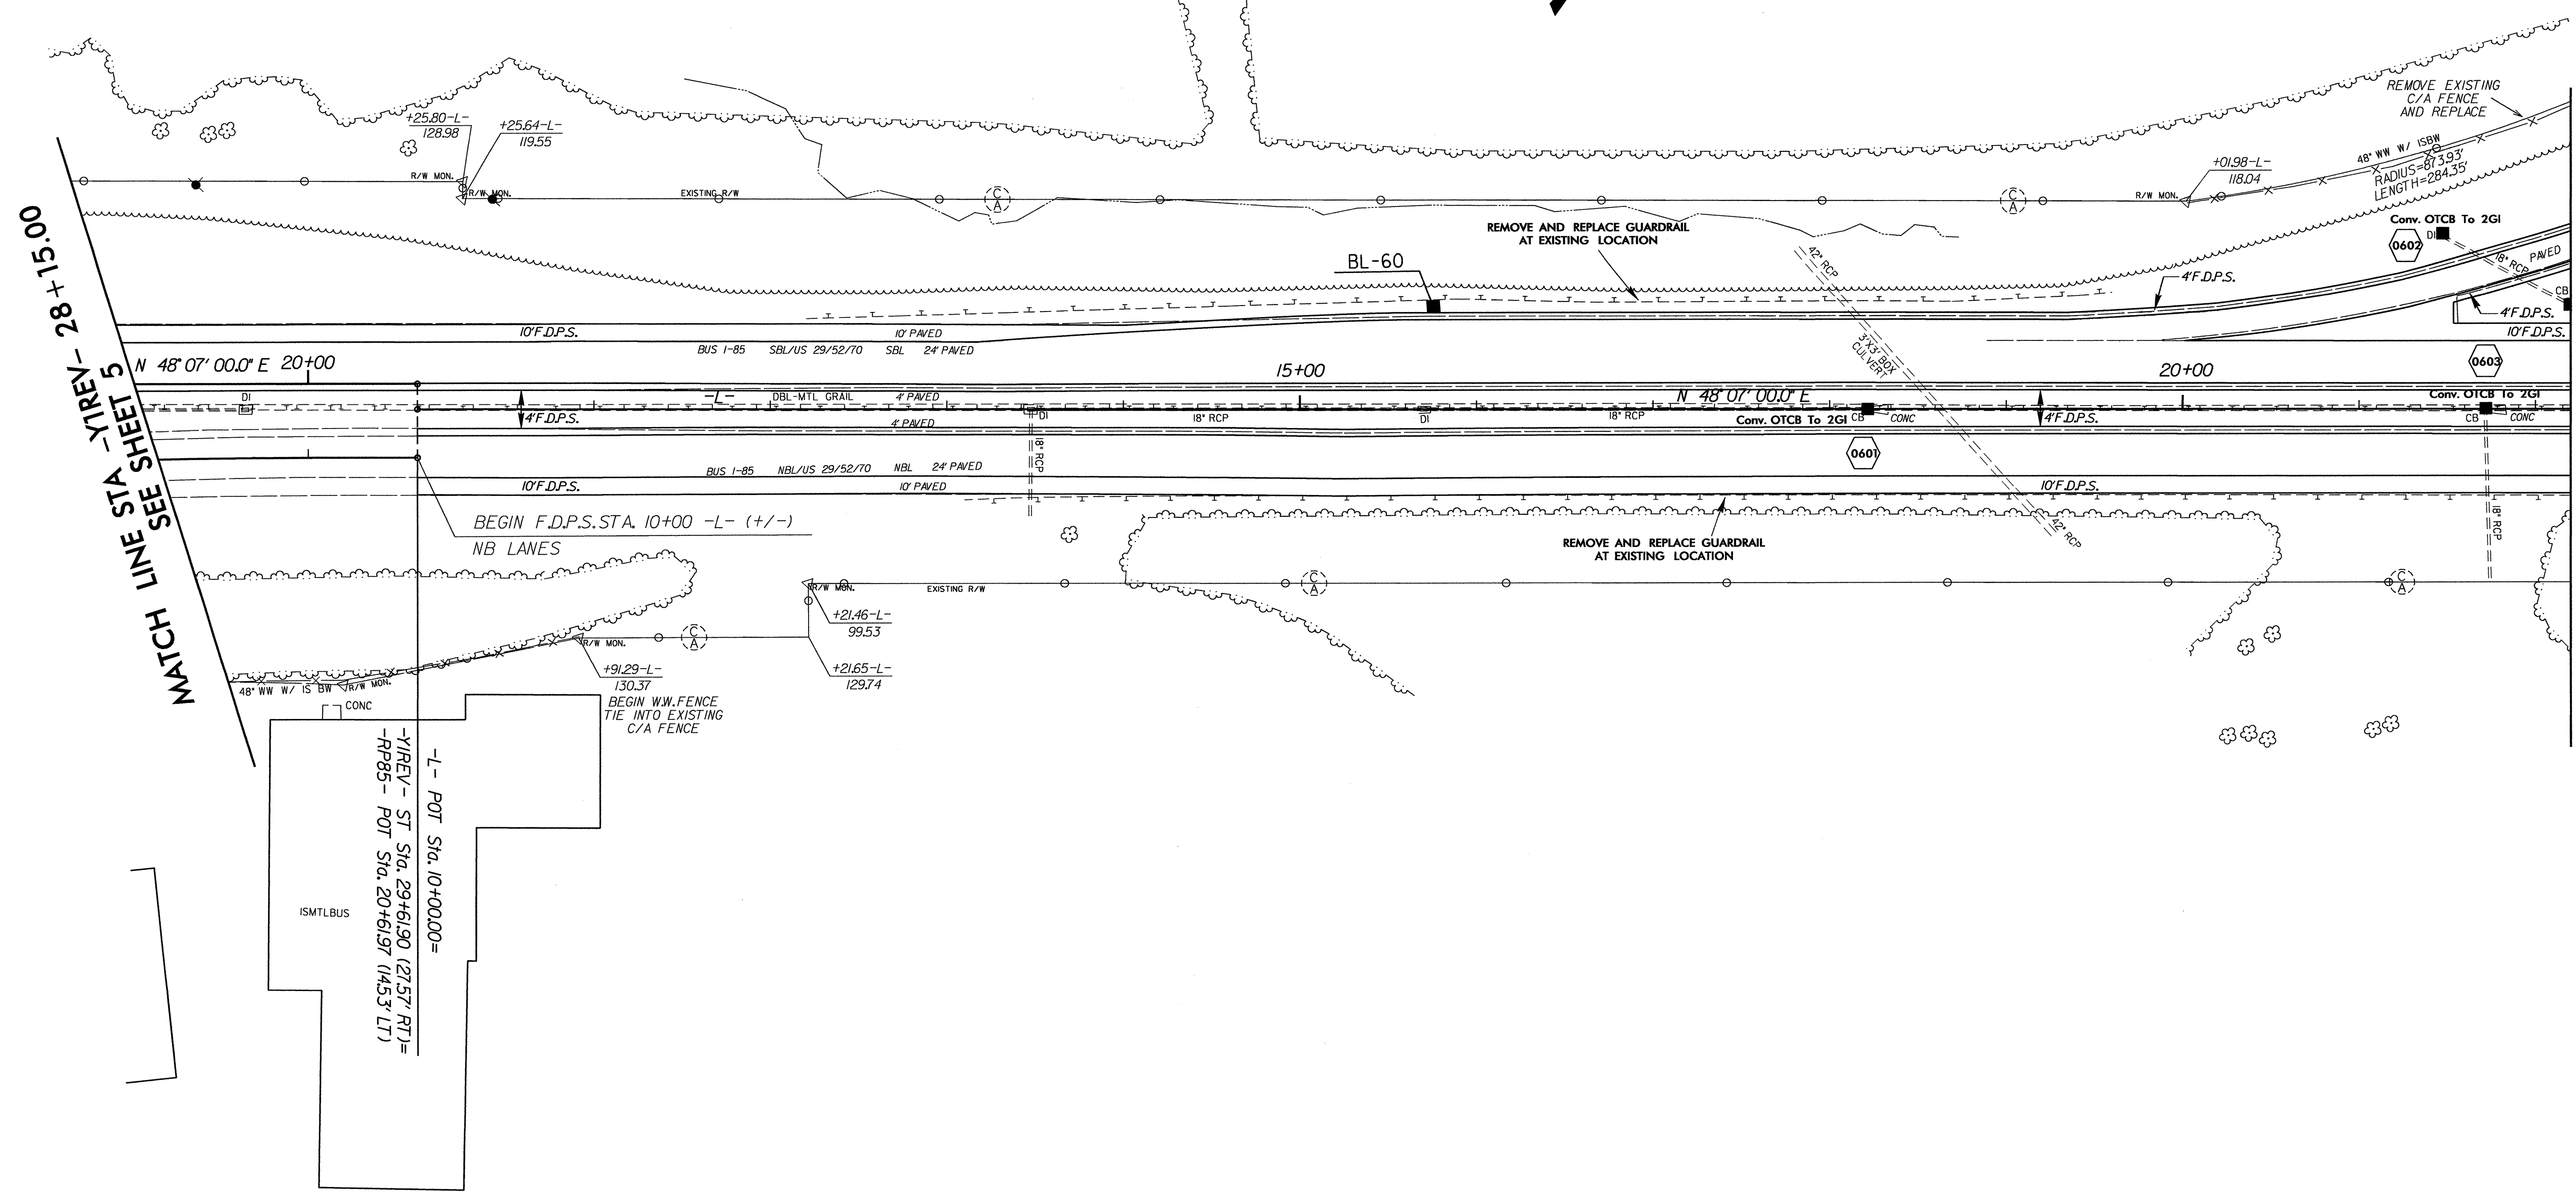 REMOVE EXISTING
C/A FENCE
AND REPLACE
+25.80-L-
128.98
+25.64-L-
119.55
48" WW W/ ISBW
RADIUS=873.93'
LENGTH=284.35'
+01.98-L-
118.04
R/W MON.
R/W MON.
EXISTING R/W
C
A
C
A
R/W MON.
Conv. OTCB To 2GI
DI
0602
REMOVE AND REPLACE GUARDRAIL
AT EXISTING LOCATION
BL-60
42" RCP
4'F.D.P.S.
18" RCP
PAVED
CB
4'F.D.P.S.
10'F.D.P.S.
10'F.D.P.S.
10' PAVED
BUS I-85 SBL/US 29/52/70 SBL 24' PAVED
3'X3' BOX
CULVERT
MATCH LINE STA -Y1REV- 28+15.00
SEE SHEET 5
N 48° 07' 00.0" E
20+00
15+00
20+00
0603
DI
-L-
DBL-MTL GRAIL
4' PAVED
N 48° 07' 00.0" E
Conv. OTCB To 2GI
4'F.D.P.S.
4' PAVED
DI
18" RCP
DI
18" RCP
Conv. OTCB To 2GI
CB
CONC
4'F.D.P.S.
CB
CONC
18" RCP
0601
BUS I-85 NBL/US 29/52/70 NBL 24' PAVED
10'F.D.P.S.
10' PAVED
10'F.D.P.S.
BEGIN F.D.P.S. STA. 10+00 -L- (+/-)
NB LANES
REMOVE AND REPLACE GUARDRAIL
AT EXISTING LOCATION
42" RCP
18" RCP
R/W MON.
EXISTING R/W
C
A
C
A
+21.46-L-
99.53
R/W MON.
C
A
+91.29-L-
130.37
+21.65-L-
129.74
BEGIN W.W. FENCE
TIE INTO EXISTING
C/A FENCE
48" WW W/ IS BW
R/W MON.
CONC
-L- POT Sta. 10+00.00=
-Y1REV- ST Sta. 29+61.90 (27.57' RT)=
-RP85- POT Sta. 20+61.97 (14.53' LT)
ISMTLBUS